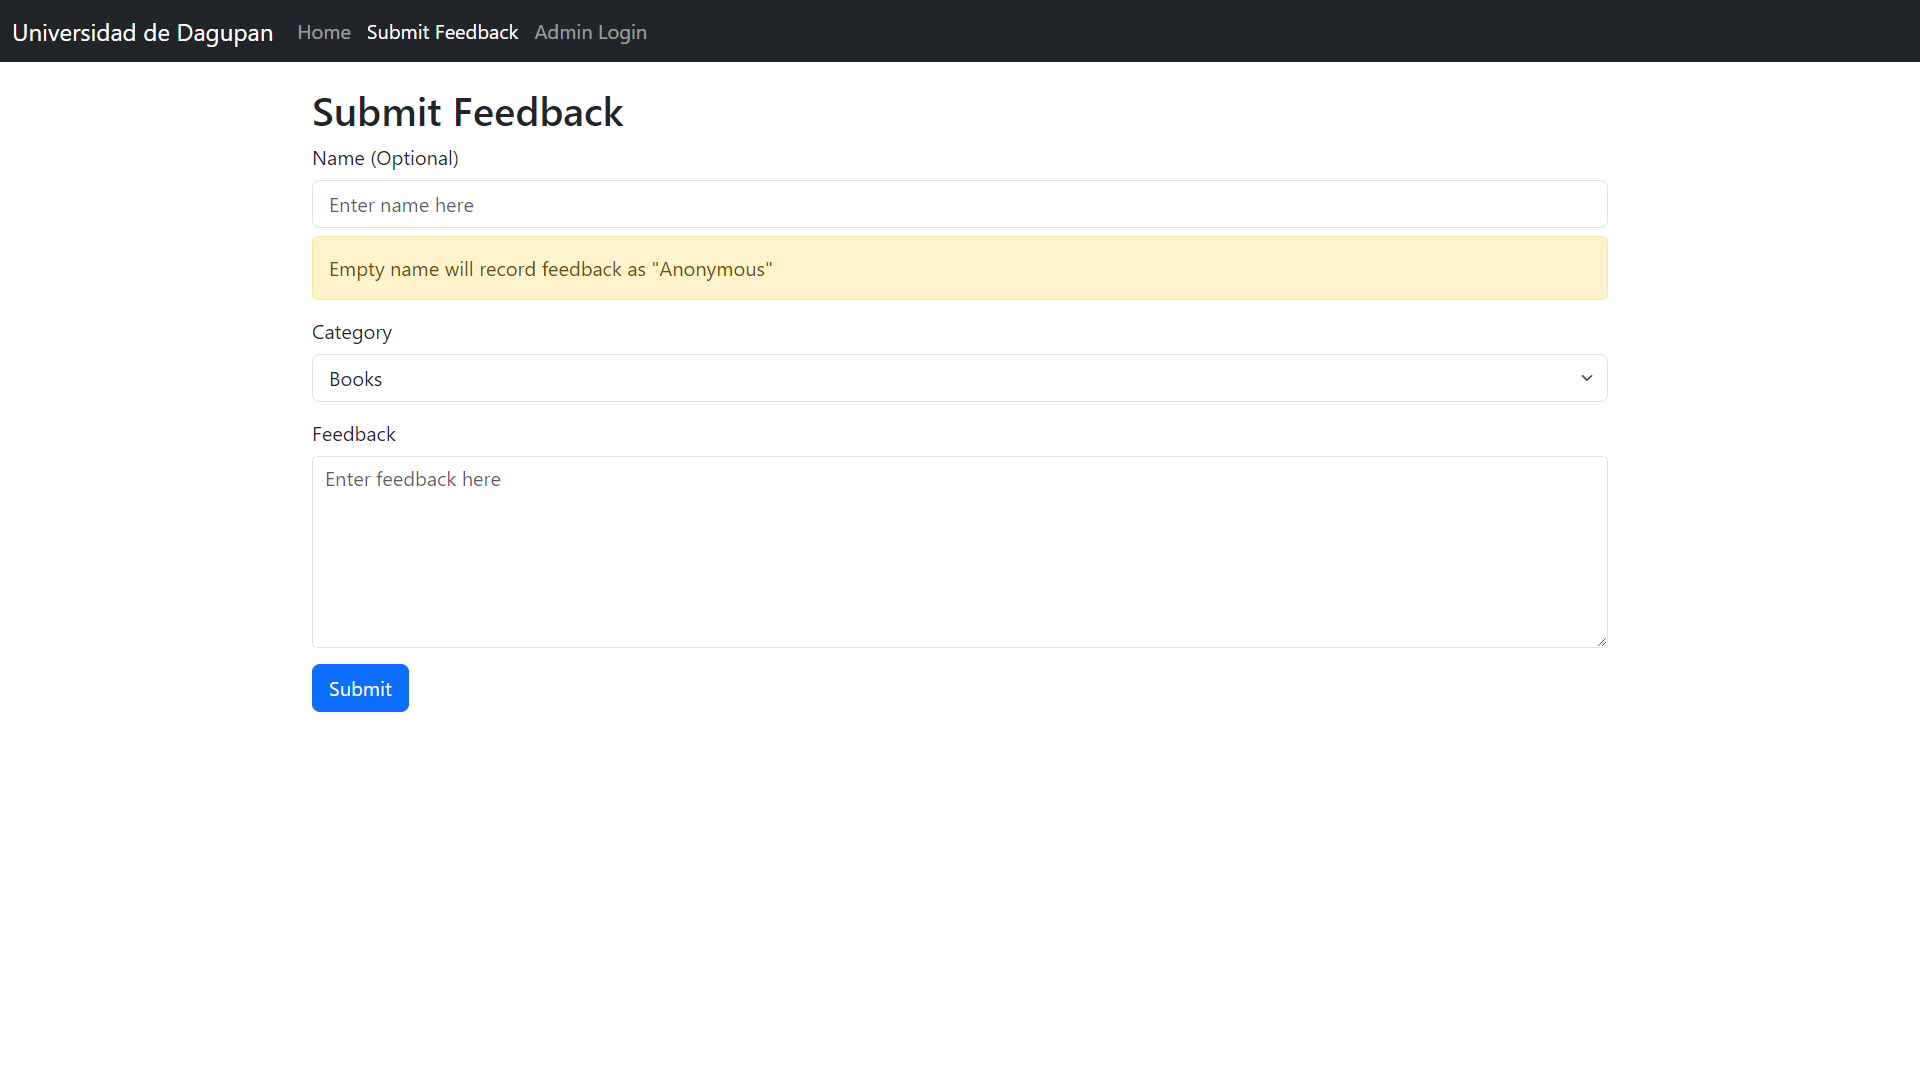 Universidad de Dagupan Home Submit Feedback Admin Login
Submit Feedback
Name (Optional)
Enter name here
Empty name will record feedback as "Anonymous"
Category
Books
Feedback
Enter feedback here
Submit